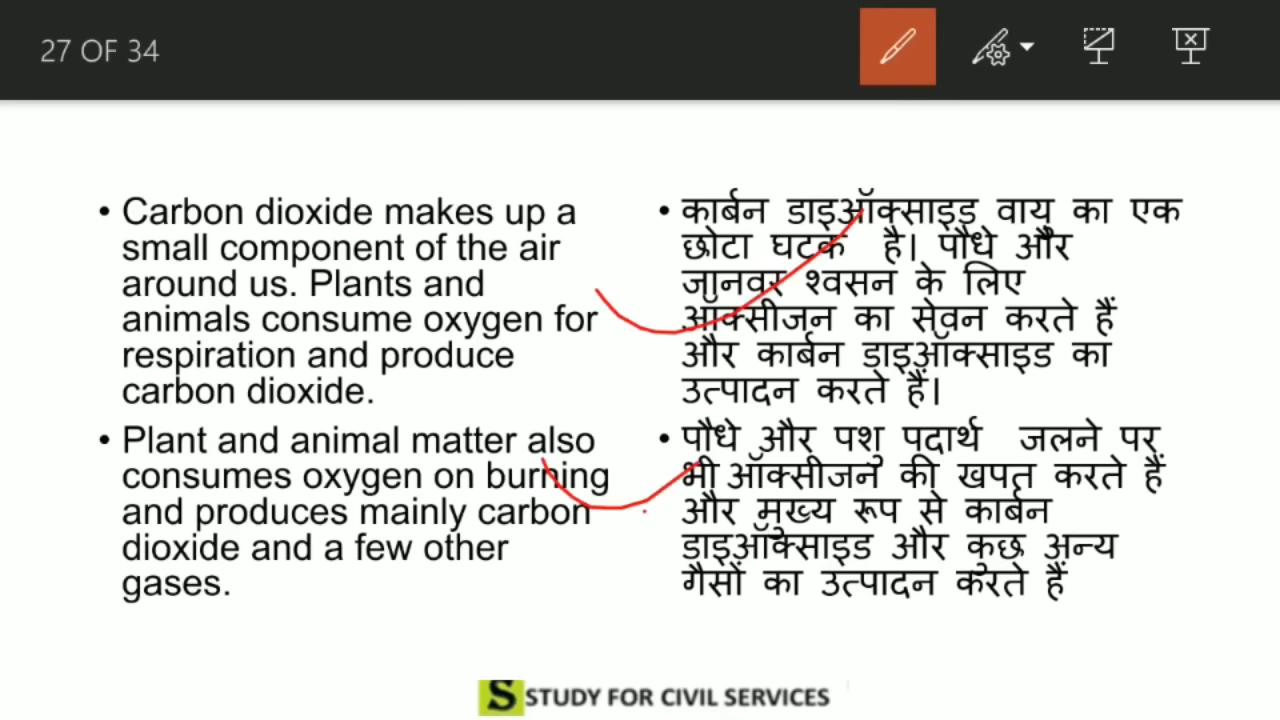 27 OF 34
• Carbon dioxide makes up a
small component of the air
around us. Plants and
animals consume oxygen for
respiration and produce
carbon dioxide.
• Plant and animal matter also
consumes oxygen on burning
and produces mainly carbon
dioxide and a few other
gases.
• कार्बन डाइऑक्साइड वायु का एक
छोटा घटक है। पौधे और
जानवर श्वसन के लिए
ऑक्सीजन का सेवन करते हैं
और कार्बन डाइऑक्साइड का
उत्पादन करते हैं।
• पौधे और पशु पदार्थ जलने पर
भी ऑक्सीजन की खपत करते हैं
और मुख्य रूप से कार्बन
डाइऑक्साइड और कुछ अन्य
गैसों का उत्पादन करते हैं
S STUDY FOR CIVIL SERVICES